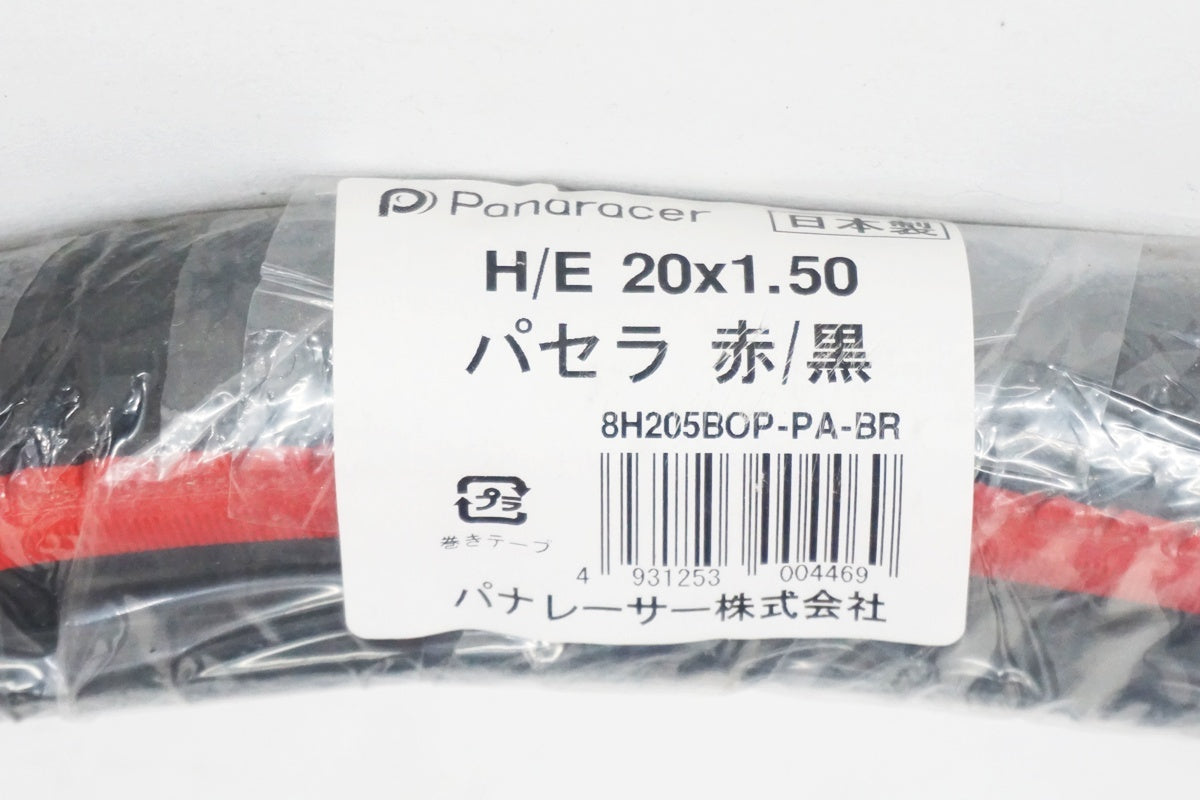 Panaracer 日本製
H/E 20x1.50
パセラ 赤/黒
8H205BOP-PA-BR
プラ
巻きテープ
4 931253 004469
パナレーサー株式会社